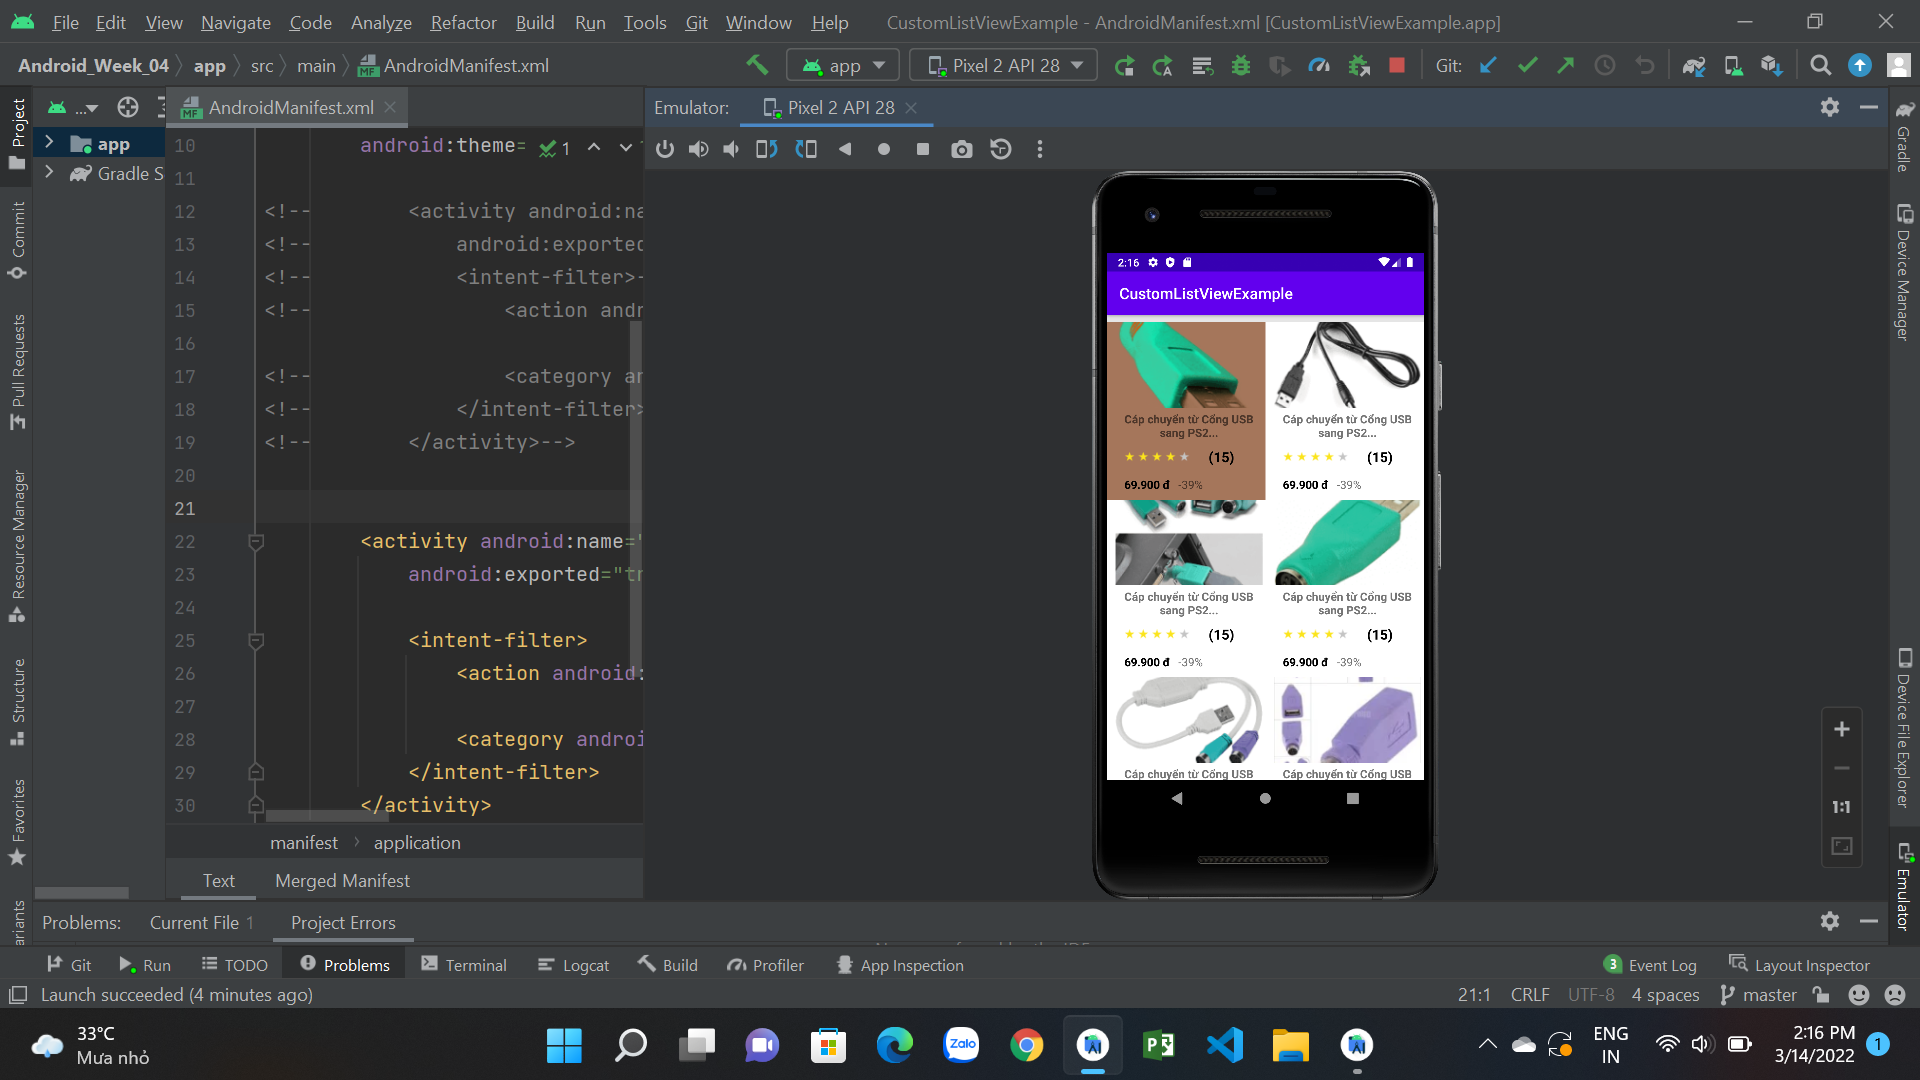 File Edit View Navigate Code Analyze Refactor Build Run Tools Git Window Help CustomListViewExample - AndroidManifest.xml [CustomListViewExample.app]
Android_Week_04 app src main AndroidManifest.xml app Pixel 2 API 28 Git:
Project
Commit
Pull Requests
Resource Manager
Structure
Favorites
ariants
... AndroidManifest.xml
app
Gradle S
10 android:theme= 1
11
12 <!-- <activity android:na
13 <!-- android:exported
14 <!-- <intent-filter>-
15 <!-- <action andr
16
17 <!-- <category an
18 <!-- </intent-filter>
19 <!-- </activity>-->
20
21
22 <activity android:name="
23 android:exported="tr
24
25 <intent-filter>
26 <action android:
27
28 <category androi
29 </intent-filter>
30 </activity>
manifest application
Text Merged Manifest
Emulator: Pixel 2 API 28
2:16
CustomListViewExample
Cáp chuyển từ Cổng USB sang PS2...
(15)
69.900 đ -39%
Cáp chuyển từ Cổng USB sang PS2...
(15)
69.900 đ -39%
Cáp chuyển từ Cổng USB sang PS2...
(15)
69.900 đ -39%
Cáp chuyển từ Cổng USB sang PS2...
(15)
69.900 đ -39%
Cáp chuyển từ Cổng USB
Cáp chuyển từ Cổng USB
1:1
Gradle
Device Manager
Device File Explorer
Emulator
Problems: Current File 1 Project Errors
Git Run TODO Problems Terminal Logcat Build Profiler App Inspection 3 Event Log Layout Inspector
Launch succeeded (4 minutes ago) 21:1 CRLF UTF-8 4 spaces master
33°C
Mưa nhỏ
Zalo
ENG
IN
2:16 PM
3/14/2022
1